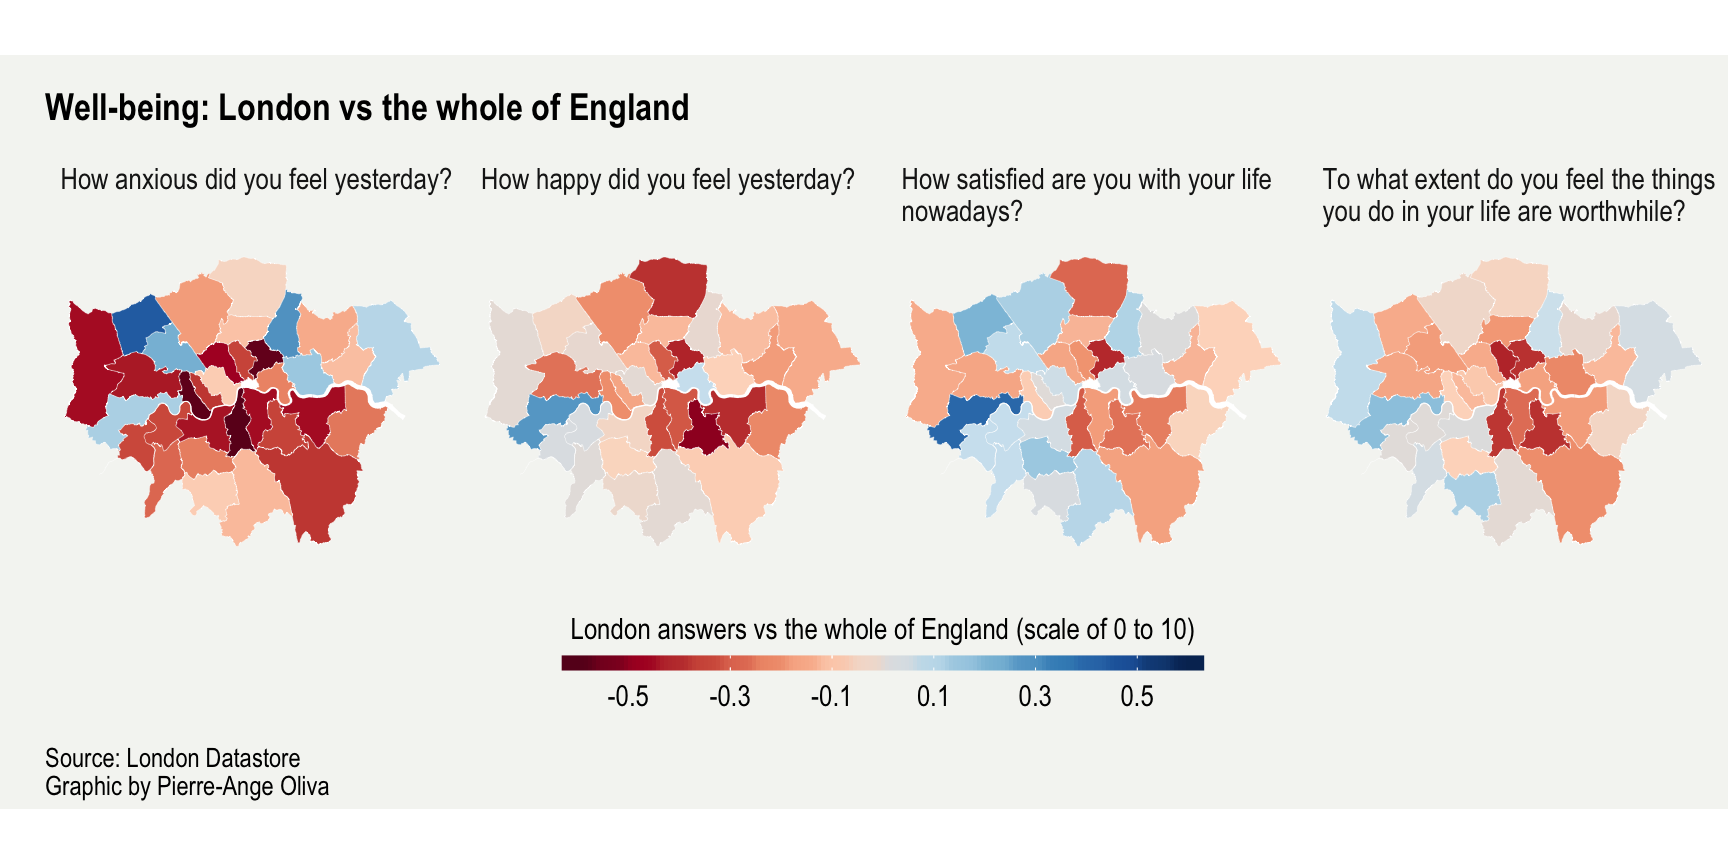 Well-being: London vs the whole of England
How anxious did you feel yesterday?
How happy did you feel yesterday?
How satisfied are you with your life
nowadays?
To what extent do you feel the things
you do in your life are worthwhile?
London answers vs the whole of England (scale of 0 to 10)
-0.5 -0.3 -0.1 0.1 0.3 0.5
Source: London Datastore
Graphic by Pierre-Ange Oliva